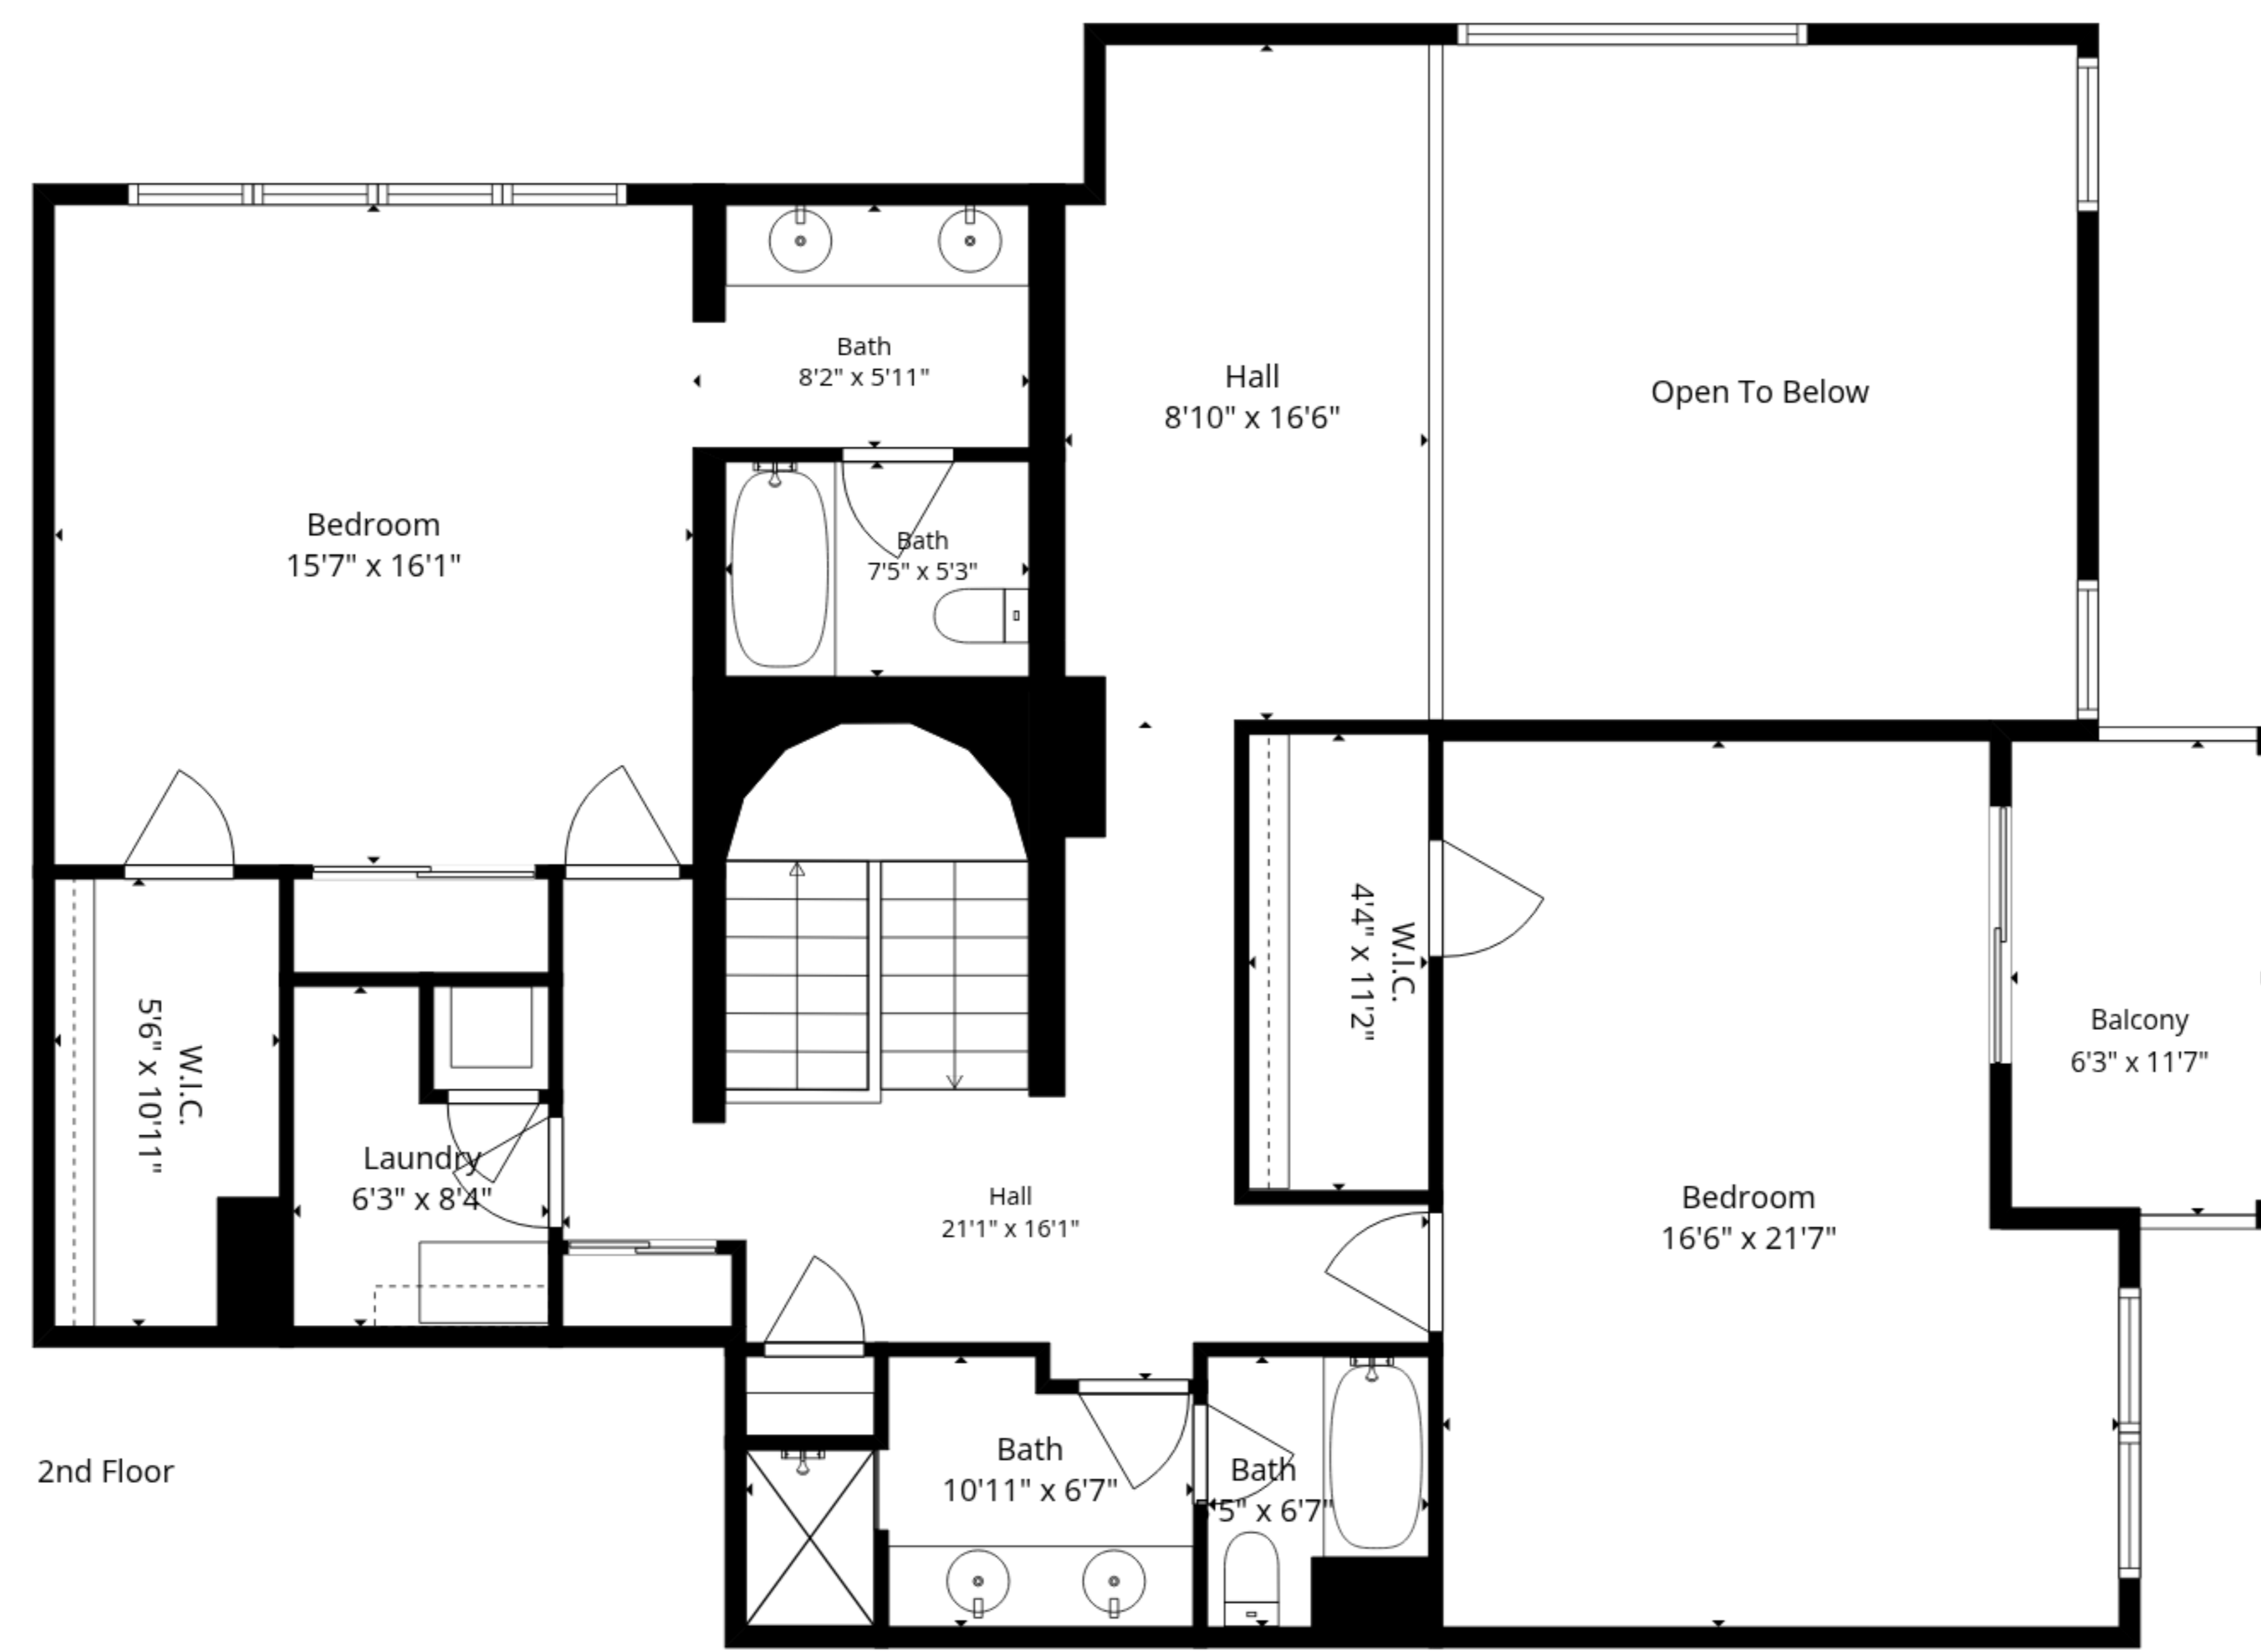 Bath
8'2" x 5'11"
Hall
8'10" x 16'6"
Open To Below
Bedroom
15'7" x 16'1"
Bath
7'5" x 5'3"
W.I.C.
4'4" x 11'2"
Balcony
6'3" x 11'7"
W.I.C.
5'6" x 10'11"
Laundry
6'3" x 8'4"
Hall
21'1" x 16'1"
Bedroom
16'6" x 21'7"
2nd Floor
Bath
10'11" x 6'7"
Bath
5" x 6'7"